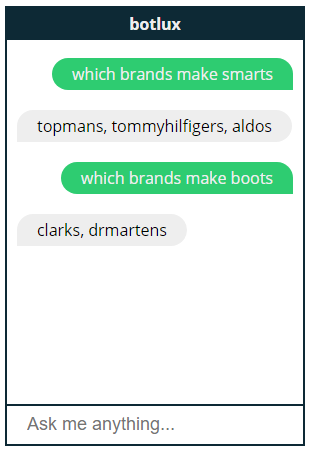 botlux
which brands make smarts
topmans, tommyhilfigers, aldos
which brands make boots
clarks, drmartens
Ask me anything...